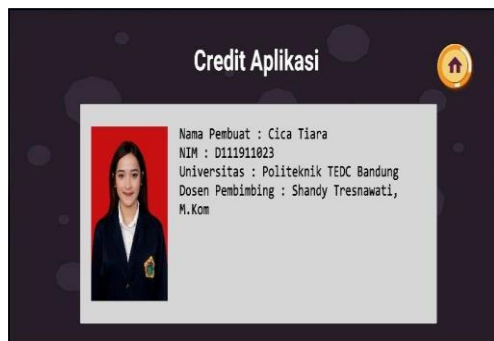 Credit Aplikasi
Nama Pembuat : Cica Tiara
NIM : D111911023
Universitas : Politeknik TEDC Bandung
Dosen Pembimbing : Shandy Tresnawati,
M.Kom